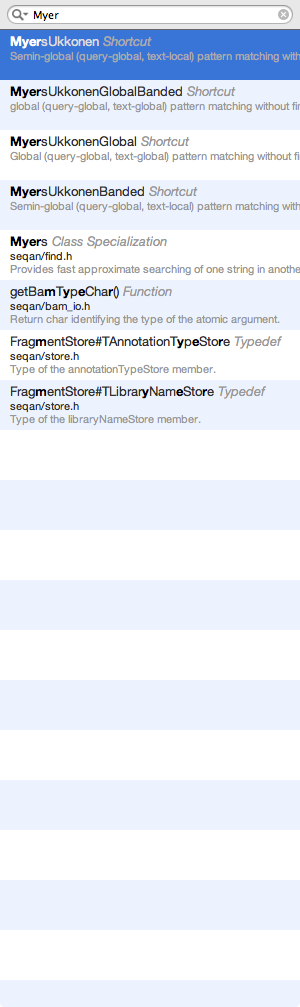 Myer
MyersUkkonen Shortcut
Semin-global (query-global, text-local) pattern matching without
MyersUkkonenGlobalBanded Shortcut
global (query-global, text-global) pattern matching without fi
MyersUkkonenGlobal Shortcut
Global (query-global, text-global) pattern matching without fi
MyersUkkonenBanded Shortcut
Semin-global (query-global, text-local) pattern matching without
Myers Class Specialization
seqan/find.h
Provides fast approximate searching of one string in anothe
getBamTypeChar() Function
seqan/bam_io.h
Return char identifying the type of the atomic argument.
FragmentStore#TAnnotationTypeStore Typedef
seqan/store.h
Type of the annotationTypeStore member.
FragmentStore#TLibraryNameStore Typedef
seqan/store.h
Type of the libraryNameStore member.